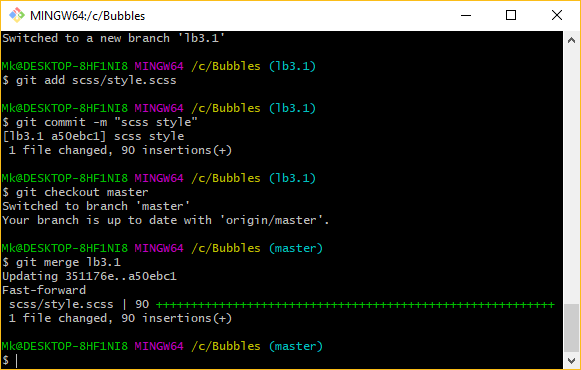 MINGW64:/c/Bubbles
Switched to a new branch 'lb3.1'
Mk@DESKTOP-8HF1NI8 MINGW64 /c/Bubbles (lb3.1)
$ git add scss/style.scss
Mk@DESKTOP-8HF1NI8 MINGW64 /c/Bubbles (lb3.1)
$ git commit -m "scss style"
[lb3.1 a50ebc1] scss style
1 file changed, 90 insertions(+)
Mk@DESKTOP-8HF1NI8 MINGW64 /c/Bubbles (lb3.1)
$ git checkout master
Switched to branch 'master'
Your branch is up to date with 'origin/master'.
Mk@DESKTOP-8HF1NI8 MINGW64 /c/Bubbles (master)
$ git merge lb3.1
Updating 351176e..a50ebc1
Fast-forward
scss/style.scss | 90 +++++++++++++++++++++++++++++++++++++++++++++++++++++++++
1 file changed, 90 insertions(+)
Mk@DESKTOP-8HF1NI8 MINGW64 /c/Bubbles (master)
$